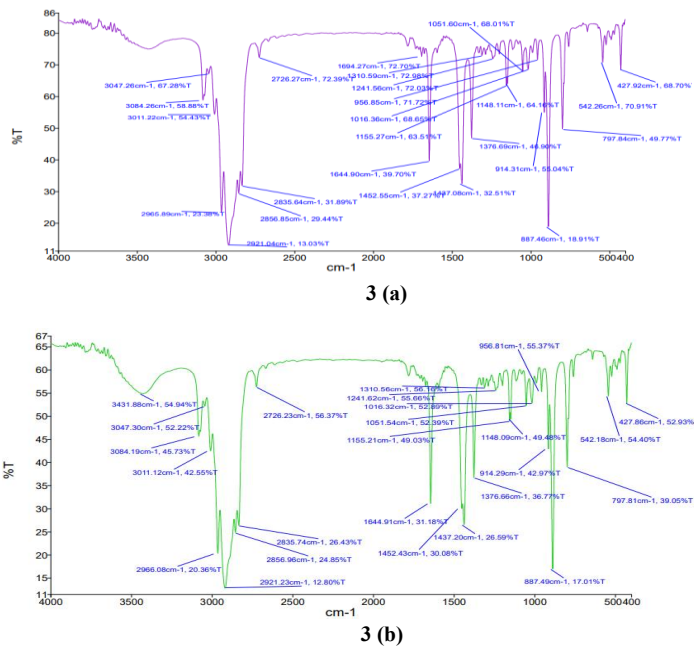 86
80
70
60
50
40
30
20
11
%T
4000
3000
2500
2000
1500
1000
500400
cm-1
3047.26cm-1, 67.28%T
3084.26cm-1, 58.88%T
3011.22cm-1, 54.43%T
2965.89cm-1, 23.38%T
2921.04cm-1, 13.03%T
2856.85cm-1, 29.44%T
2835.64cm-1, 31.89%T
2726.27cm-1, 72.39%T
1694.27cm-1, 72.70%T
1310.59cm-1, 72.98%T
1241.56cm-1, 72.03%T
956.85cm-1, 71.72%T
1016.36cm-1, 68.65%T
1155.27cm-1, 63.51%T
1051.60cm-1, 68.01%T
1148.11cm-1, 64.16%T
1376.69cm-1, 46.90%T
1644.90cm-1, 39.70%T
1452.55cm-1, 37.27%T
1437.08cm-1, 32.51%T
914.31cm-1, 55.04%T
887.46cm-1, 18.91%T
797.84cm-1, 49.77%T
542.26cm-1, 70.91%T
427.92cm-1, 68.70%T
3 (a)
67
65
60
55
50
45
40
35
30
25
20
15
11
%T
4000
3000
2500
2000
1500
1000
500400
cm-1
3431.88cm-1, 54.94%T
3047.30cm-1, 52.22%T
3084.19cm-1, 45.73%T
3011.12cm-1, 42.55%T
2966.08cm-1, 20.36%T
2921.23cm-1, 12.80%T
2856.96cm-1, 24.85%T
2835.74cm-1, 26.43%T
2726.23cm-1, 56.37%T
1310.56cm-1, 56.16%T
1241.62cm-1, 55.66%T
1016.32cm-1, 52.89%T
1051.54cm-1, 52.39%T
1155.21cm-1, 49.03%T
956.81cm-1, 55.37%T
1148.09cm-1, 49.48%T
914.29cm-1, 42.97%T
1376.66cm-1, 36.77%T
1644.91cm-1, 31.18%T
1437.20cm-1, 26.59%T
1452.43cm-1, 30.08%T
887.49cm-1, 17.01%T
797.81cm-1, 39.05%T
542.18cm-1, 54.40%T
427.86cm-1, 52.93%
3 (b)